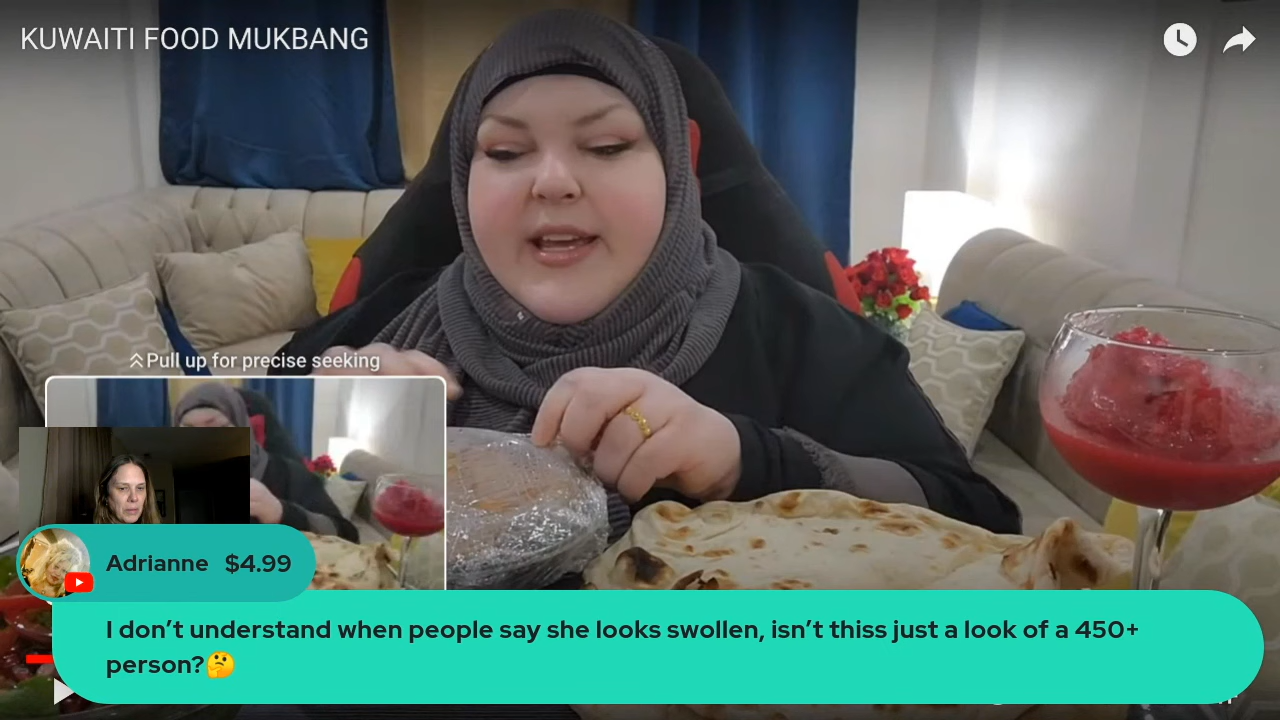 KUWAITI FOOD MUKBANG
Pull up for precise seeking
Adrianne $4.99
I don’t understand when people say she looks swollen, isn’t thiss just a look of a 450+
person?🤔